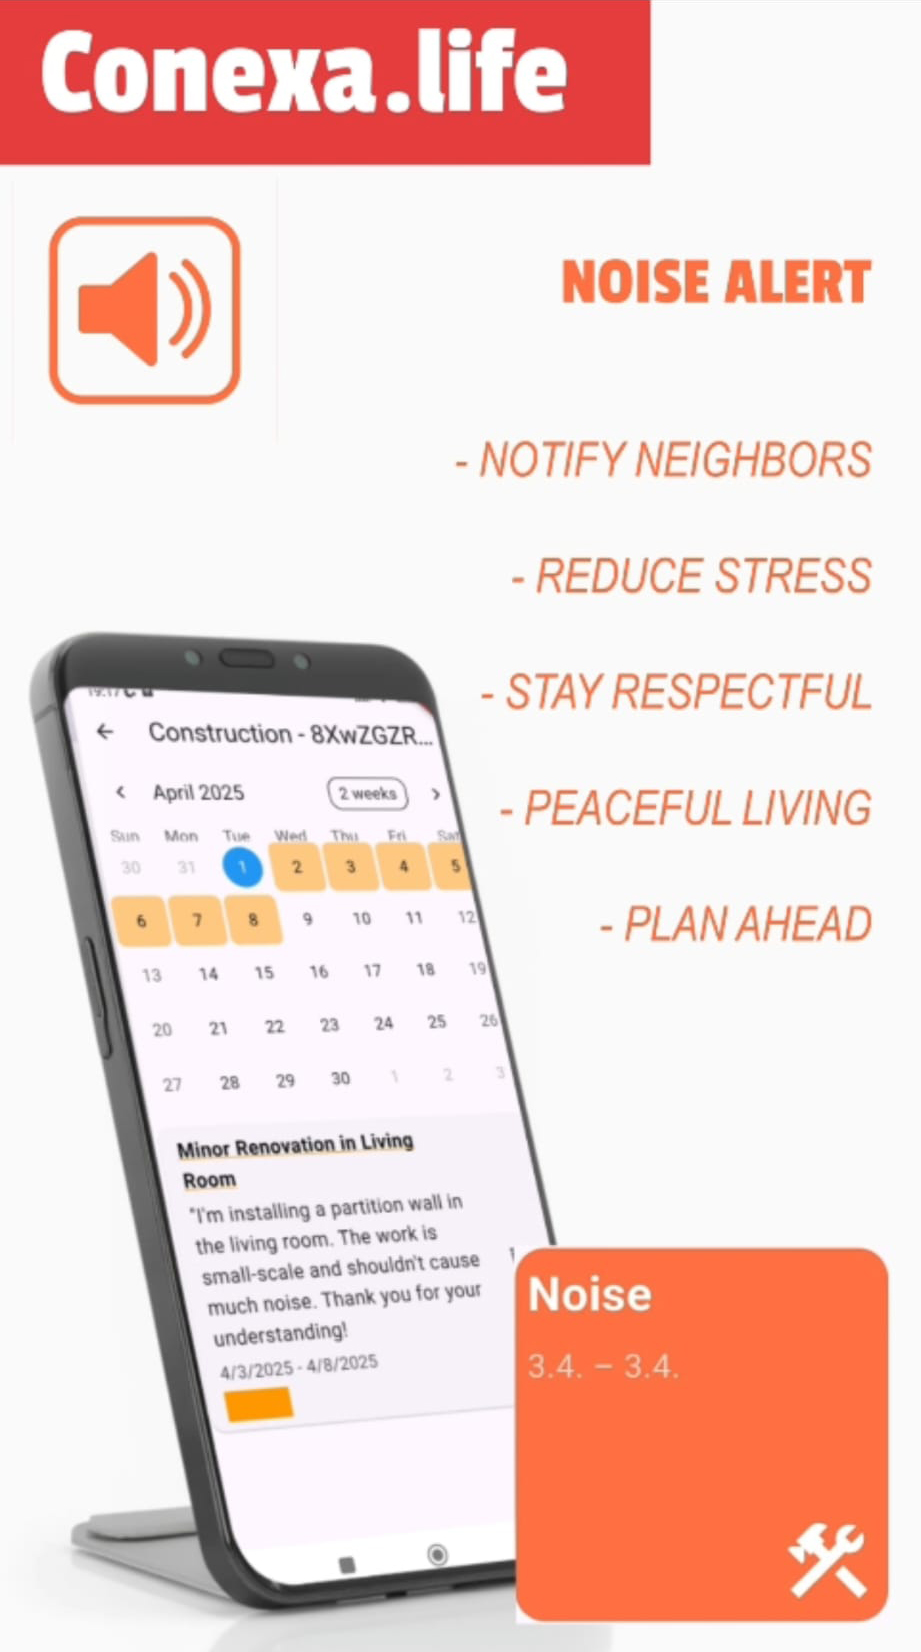 Conexa.life
NOISE ALERT
- NOTIFY NEIGHBORS
- REDUCE STRESS
- STAY RESPECTFUL
- PEACEFUL LIVING
- PLAN AHEAD
19:17
Construction - 8XwZGZR...
April 2025
2 weeks
Sun Mon Tue Wed Thu Fri Sat
30 31 1 2 3 4 5
6 7 8 9 10 11 12
13 14 15 16 17 18 19
20 21 22 23 24 25 26
27 28 29 30 1 2 3
Minor Renovation in Living
Room
"I'm installing a partition wall in
the living room. The work is
small-scale and shouldn't cause
much noise. Thank you for your
understanding!
4/3/2025 - 4/8/2025
Noise
3.4. – 3.4.